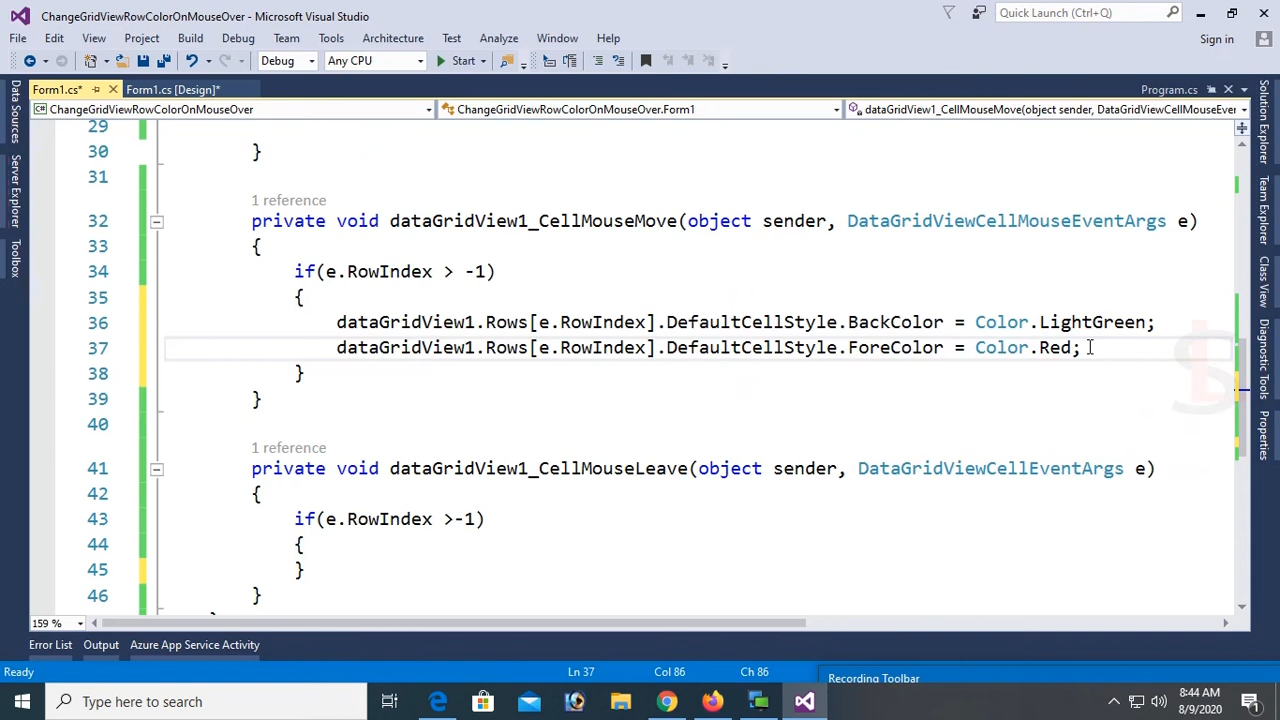 ChangeGridViewRowColorOnMouseOver - Microsoft Visual Studio
Quick Launch (Ctrl+Q)
File Edit View Project Build Debug Team Tools Architecture Test Analyze Window Help
Sign in
Debug Any CPU Start
Form1.cs* Form1.cs [Design]* Program.cs
ChangeGridViewRowColorOnMouseOver ChangeGridViewRowColorOnMouseOver.Form1 dataGridView1_CellMouseMove(object sender, DataGridViewCellMouseEver
Data Sources
Server Explorer
Toolbox
29
30 }
31
1 reference
32 private void dataGridView1_CellMouseMove(object sender, DataGridViewCellMouseEventArgs e)
33 {
34 if(e.RowIndex > -1)
35 {
36 dataGridView1.Rows[e.RowIndex].DefaultCellStyle.BackColor = Color.LightGreen;
37 dataGridView1.Rows[e.RowIndex].DefaultCellStyle.ForeColor = Color.Red;
38 }
39 }
40
1 reference
41 private void dataGridView1_CellMouseLeave(object sender, DataGridViewCellEventArgs e)
42 {
43 if(e.RowIndex >-1)
44 {
45 }
46 }
Solution Explorer
Team Explorer
Class View
Diagnostic Tools
Properties
159 %
Error List Output Azure App Service Activity
Ready Ln 37 Col 86 Ch 86
Recording Toolbar
Type here to search
8:44 AM
8/9/2020
1